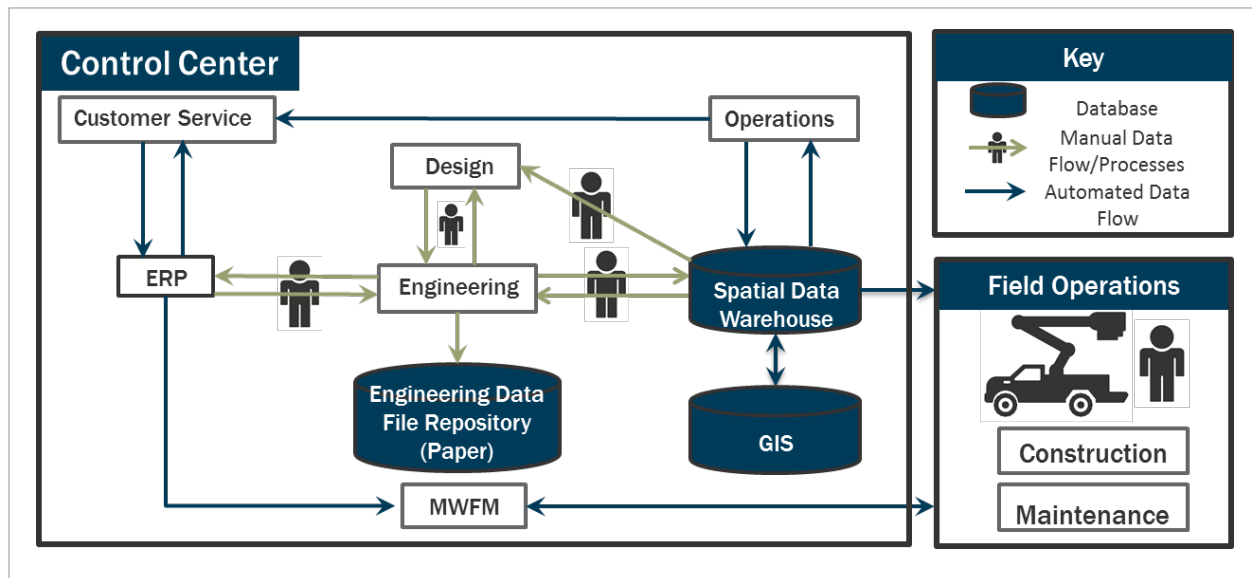 Control Center
Customer Service
Operations
Design
ERP
Engineering
Spatial Data
Warehouse
Engineering Data
File Repository
(Paper)
GIS
MWFM
Key
Database
Manual Data
Flow/Processes
Automated Data
Flow
Field Operations
Construction
Maintenance